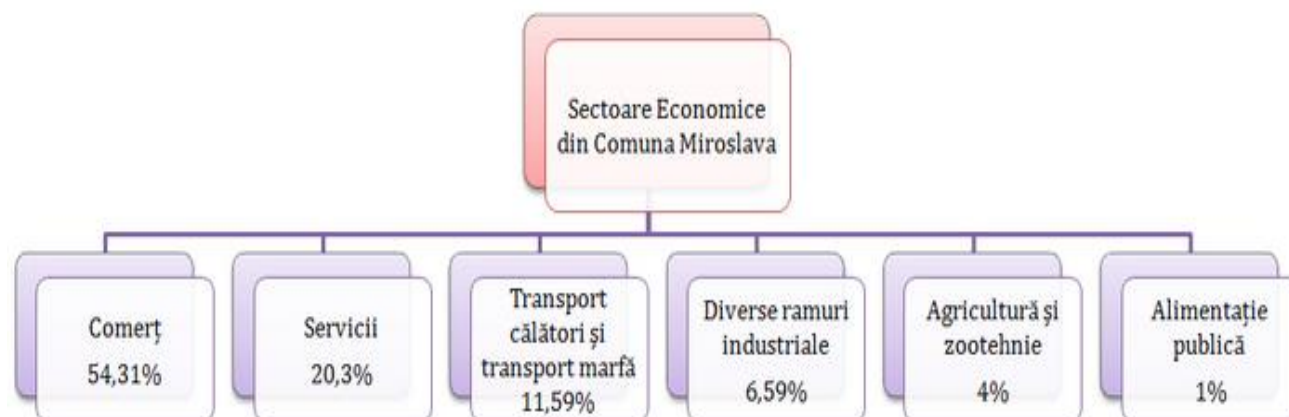 Sectoare Economice
din Comuna Miroslava
Comerț
54,31%
Servicii
20,3%
Transport
călători și
transport marfă
11,59%
Diverse ramuri
industriale
6,59%
Agricultură și
zootehnie
4%
Alimentație
publică
1%